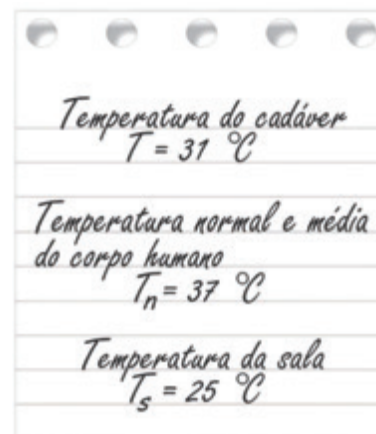 Temperatura do cadáver
T = 31 °C
Temperatura normal e média
do corpo humano
Tₙ = 37 °C
Temperatura da sala
Tₛ = 25 °C